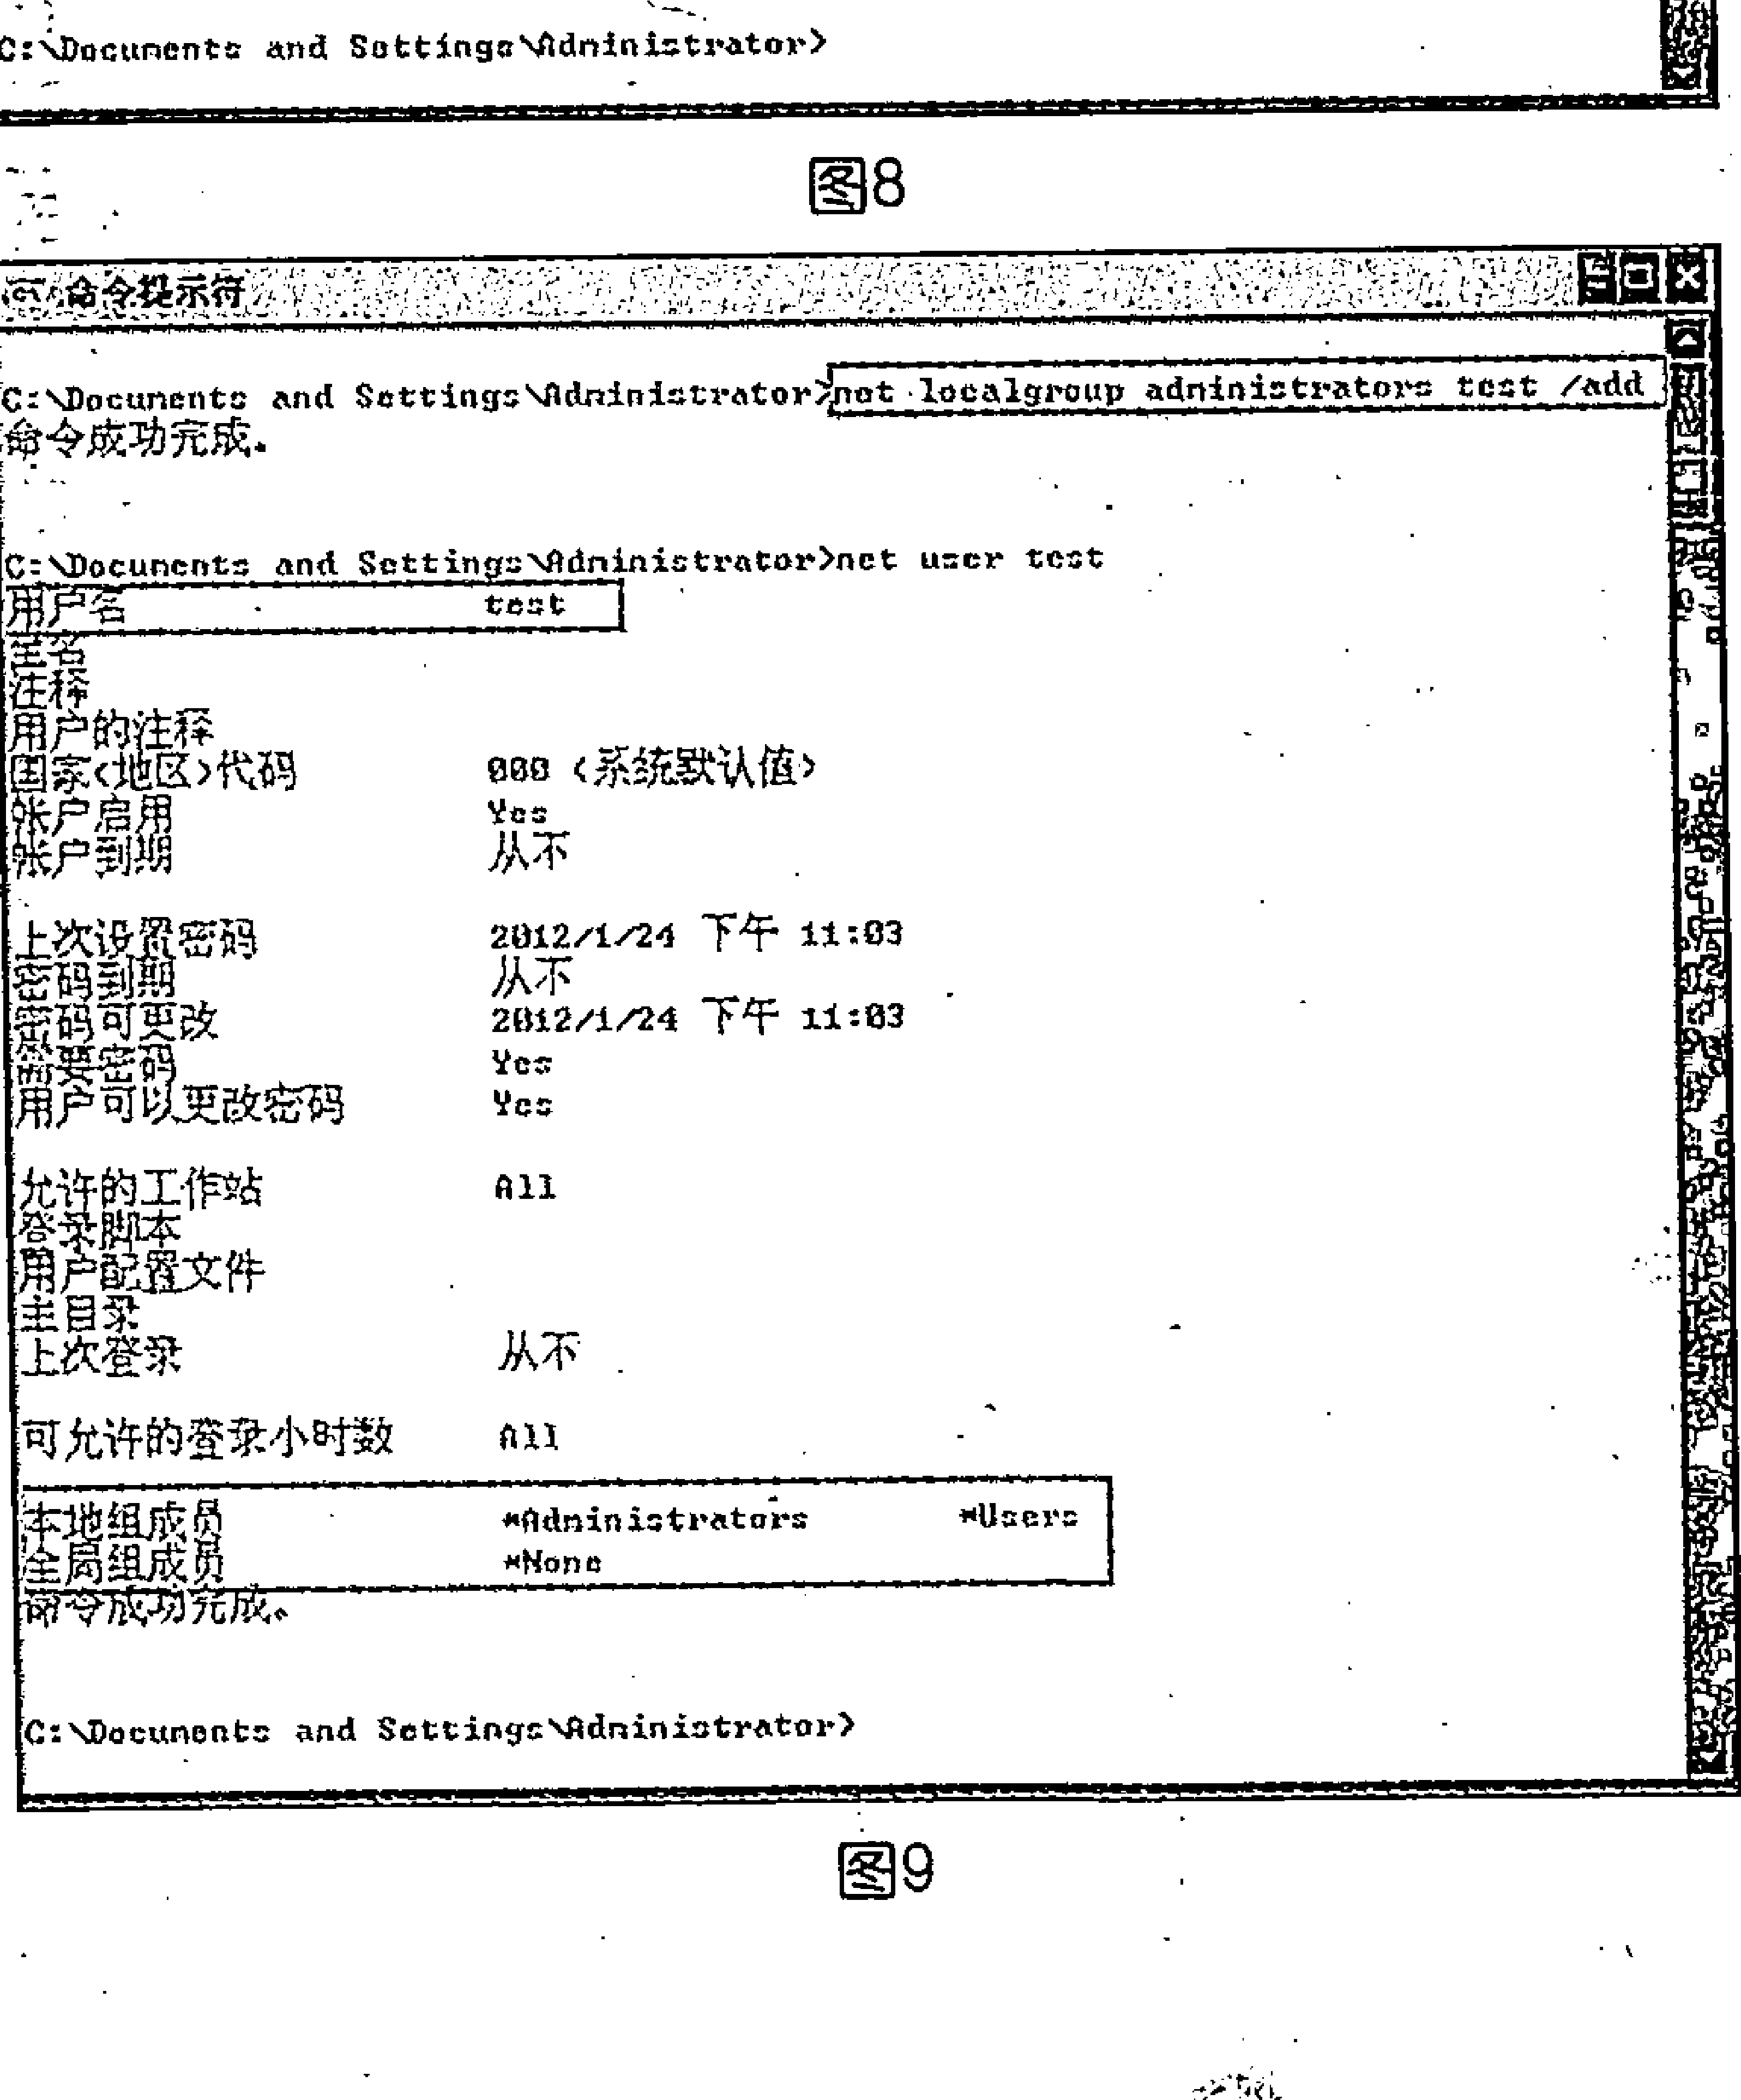 C:\Documents and Settings\Administrator>
图8
命令提示符
C:\Documents and Settings\Administrator>net localgroup administrators test /add
命令成功完成。
C:\Documents and Settings\Administrator>net user test
用户名 test
全名
注释
用户的注释
国家(地区)代码 000 (系统默认值)
帐户启用 Yes
帐户到期 从不
上次设置密码 2012/1/24 下午 11:03
密码到期 从不
密码可更改 2012/1/24 下午 11:03
需要密码 Yes
用户可以更改密码 Yes
允许的工作站 All
登录脚本
用户配置文件
主目录
上次登录 从不
可允许的登录小时数 All
本地组成员 *Administrators *Users
全局组成员 *None
命令成功完成。
C:\Documents and Settings\Administrator>
图9